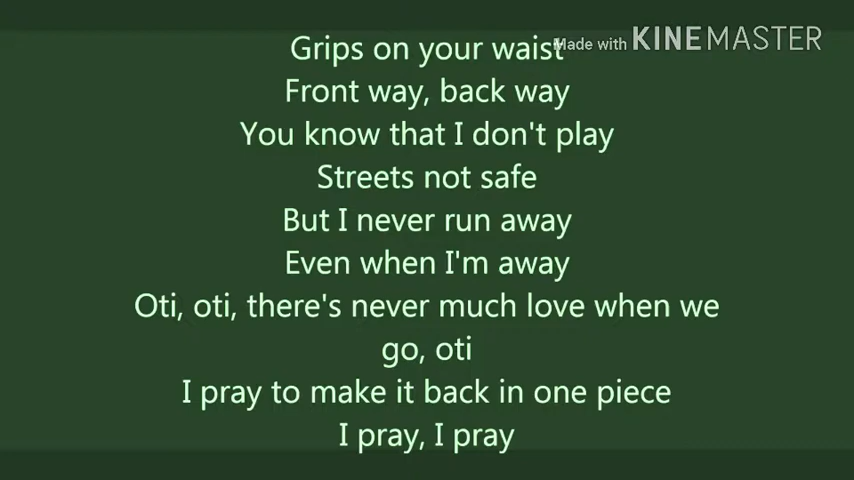 Made with KINEMASTER
Grips on your waist
Front way, back way
You know that I don't play
Streets not safe
But I never run away
Even when I'm away
Oti, oti, there's never much love when we
go, oti
I pray to make it back in one piece
I pray, I pray